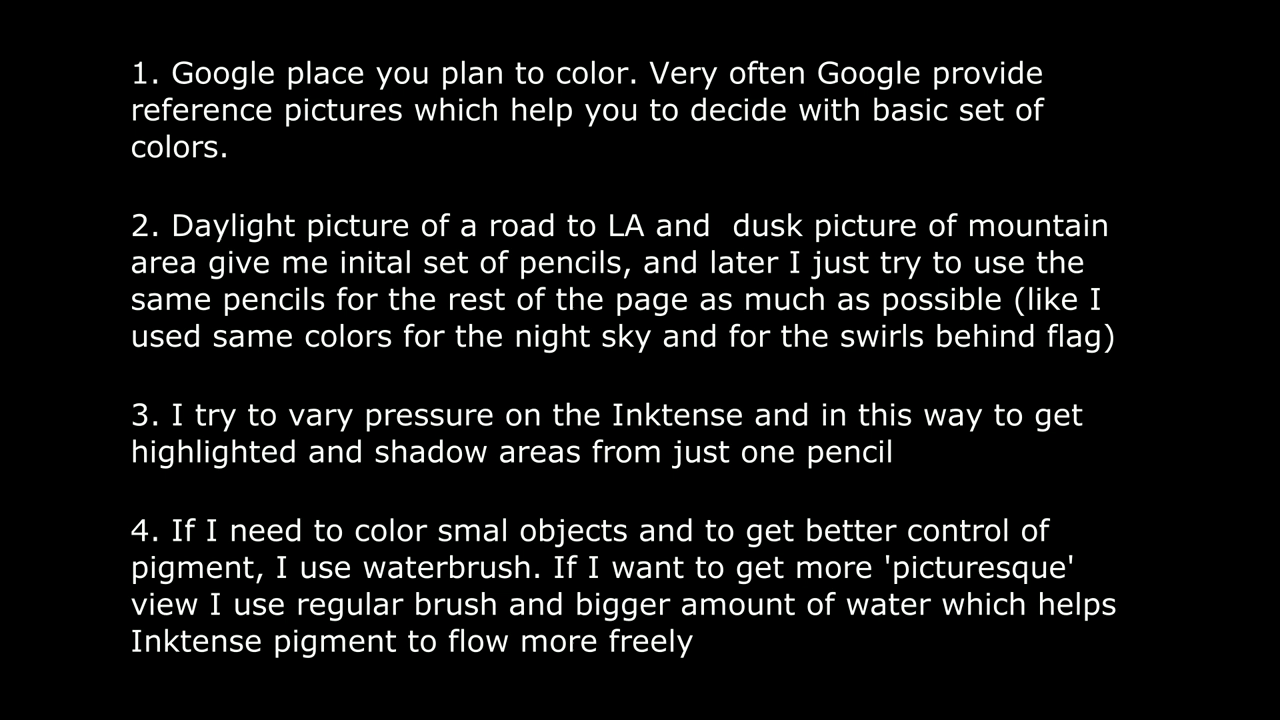 1. Google place you plan to color. Very often Google provide
reference pictures which help you to decide with basic set of
colors.
2. Daylight picture of a road to LA and  dusk picture of mountain
area give me inital set of pencils, and later I just try to use the
same pencils for the rest of the page as much as possible (like I
used same colors for the night sky and for the swirls behind flag)
3. I try to vary pressure on the Inktense and in this way to get
highlighted and shadow areas from just one pencil
4. If I need to color smal objects and to get better control of
pigment, I use waterbrush. If I want to get more 'picturesque'
view I use regular brush and bigger amount of water which helps
Inktense pigment to flow more freely